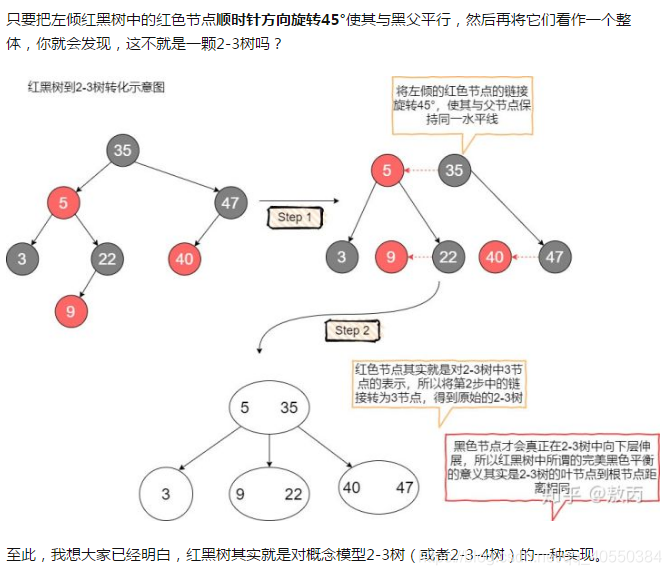 只要把左倾红黑树中的红色节点顺时针方向旋转45°使其与黑父平行，然后再将它们看作一个整
体，你就会发现，这不就是一颗2-3树吗？
红黑树到2-3树转化示意图
将左倾的红色节点的链接
旋转45°，使其与父节点保
持同一水平线
35
5
47
3
22
40
9
Step 1
5
35
3
9
22
40
47
Step 2
红色节点其实就是对2-3树中3节
点的表示，所以将第2步中的链
接转为3节点，得到原始的2-3树
5 35
3
9 22
40 47
黑色节点才会真正在2-3树中向下层伸
展，所以红黑树中所谓的完美黑色平衡
的意义其实是2-3树的叶节点到根节点距
离相同
知乎 @敖丙
至此，我想大家已经明白，红黑树其实就是对概念模型2-3树（或者2-3-4树）的一种实现。